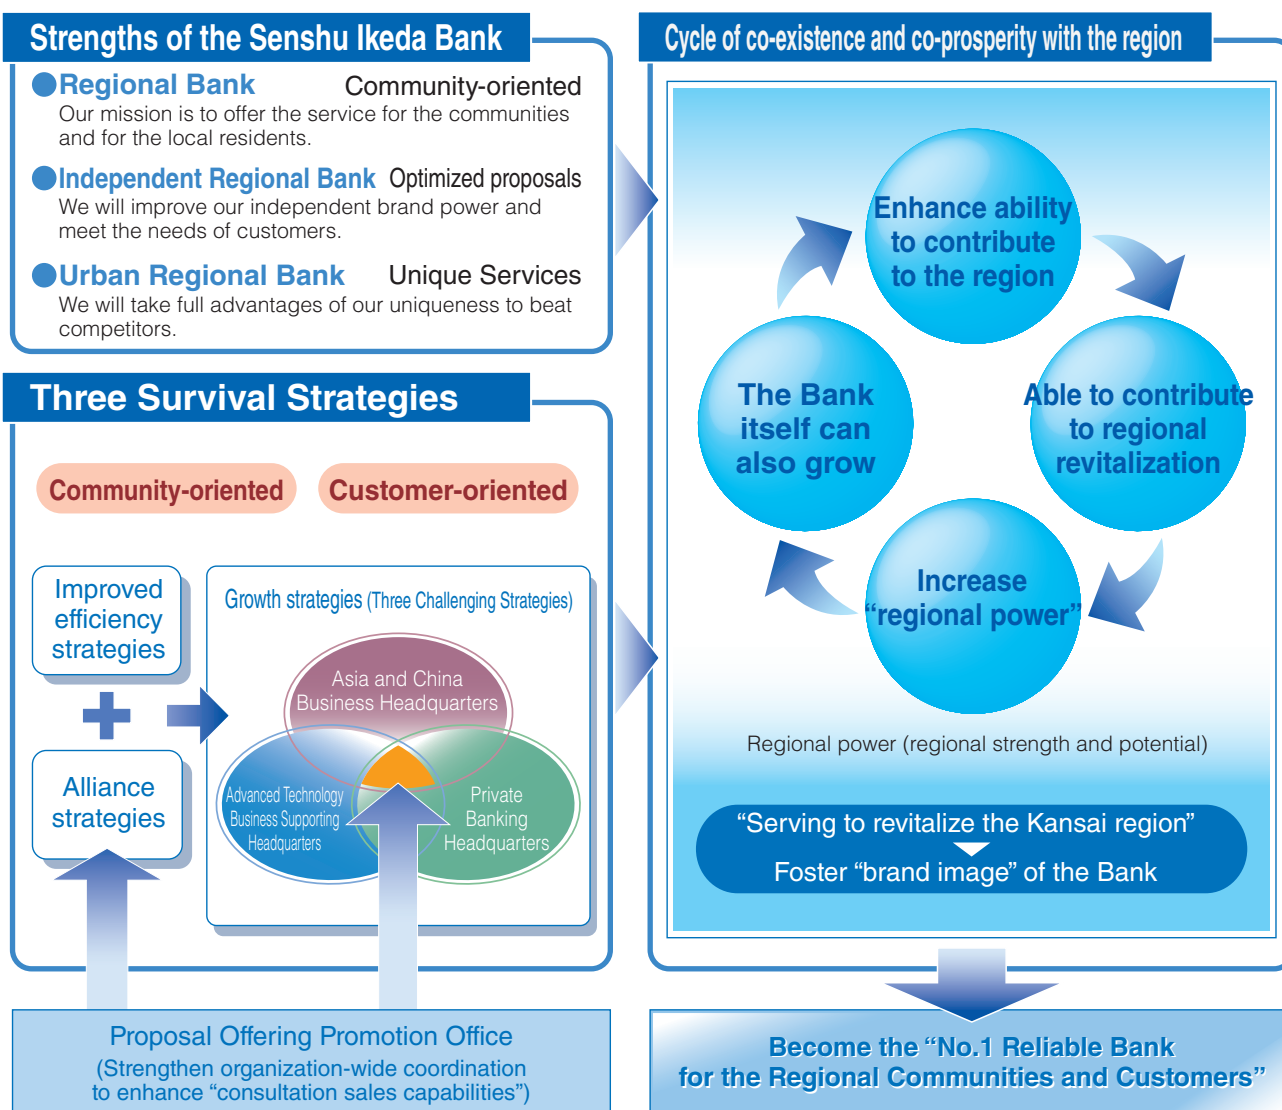 Strengths of the Senshu Ikeda Bank
Regional Bank Community-oriented
Our mission is to offer the service for the communities
and for the local residents.
Independent Regional Bank Optimized proposals
We will improve our independent brand power and
meet the needs of customers.
Urban Regional Bank Unique Services
We will take full advantages of our uniqueness to beat
competitors.
Three Survival Strategies
Community-oriented Customer-oriented
Improved
efficiency
strategies
Alliance
strategies
Growth strategies (Three Challenging Strategies)
Asia and China
Business Headquarters
Advanced Technology
Business Supporting
Headquarters
Private
Banking
Headquarters
Proposal Offering Promotion Office
(Strengthen organization-wide coordination
to enhance “consultation sales capabilities”)
Cycle of co-existence and co-prosperity with the region
Enhance ability
to contribute
to the region
Able to contribute
to regional
revitalization
Increase
“regional power”
The Bank
itself can
also grow
Regional power (regional strength and potential)
“Serving to revitalize the Kansai region”
Foster “brand image” of the Bank
Become the “No.1 Reliable Bank
for the Regional Communities and Customers”